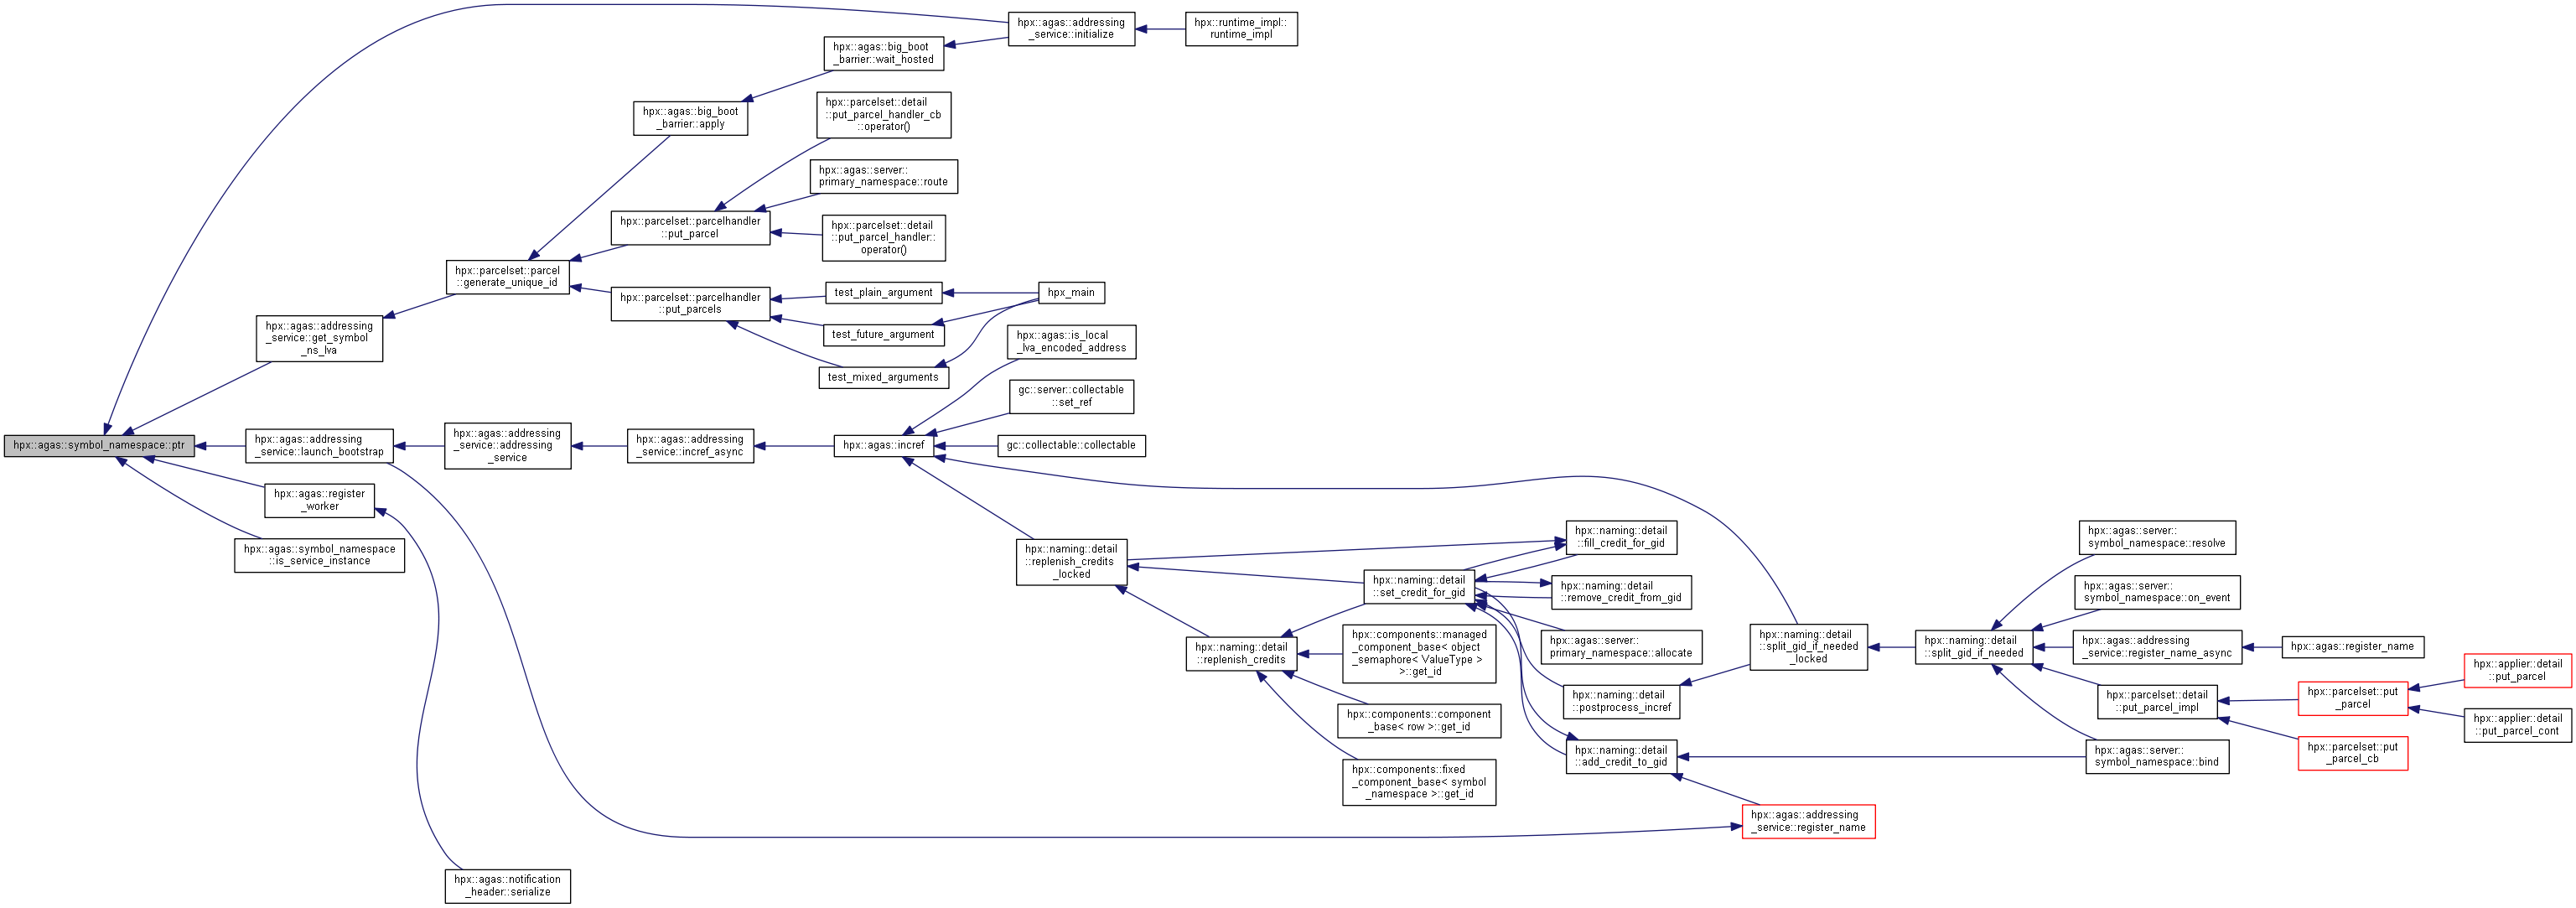 hpx::agas::symbol_namespace::ptr
hpx::agas::addressing
_service::initialize
hpx::runtime_impl::
runtime_impl
hpx::agas::big_boot
_barrier::wait_hosted
hpx::agas::big_boot
_barrier::apply
hpx::parcelset::detail
::put_parcel_handler_cb
::operator()
hpx::agas::server::
primary_namespace::route
hpx::parcelset::parcelhandler
::put_parcel
hpx::parcelset::detail
::put_parcel_handler::
operator()
hpx::parcelset::parcel
::generate_unique_id
hpx::parcelset::parcelhandler
::put_parcels
test_plain_argument
hpx_main
test_future_argument
test_mixed_arguments
hpx::agas::addressing
_service::get_symbol
_ns_lva
hpx::agas::is_local
_lva_encoded_address
gc::server::collectable
::set_ref
gc::collectable::collectable
hpx::agas::addressing
_service::launch_bootstrap
hpx::agas::addressing
_service::addressing
_service
hpx::agas::addressing
_service::incref_async
hpx::agas::incref
hpx::agas::register
_worker
hpx::agas::symbol_namespace
::is_service_instance
hpx::naming::detail
::replenish_credits
_locked
hpx::naming::detail
::fill_credit_for_gid
hpx::naming::detail
::set_credit_for_gid
hpx::naming::detail
::remove_credit_from_gid
hpx::agas::server::
primary_namespace::allocate
hpx::naming::detail
::replenish_credits
hpx::components::managed
_component_base< object
_semaphore< ValueType >
>::get_id
hpx::components::component
_base< row >::get_id
hpx::components::fixed
_component_base< symbol
_namespace >::get_id
hpx::naming::detail
::postprocess_incref
hpx::naming::detail
::add_credit_to_gid
hpx::naming::detail
::split_gid_if_needed
_locked
hpx::naming::detail
::split_gid_if_needed
hpx::agas::server::
symbol_namespace::resolve
hpx::agas::server::
symbol_namespace::on_event
hpx::agas::addressing
_service::register_name_async
hpx::agas::register_name
hpx::parcelset::detail
::put_parcel_impl
hpx::parcelset::put
_parcel
hpx::applier::detail
::put_parcel
hpx::applier::detail
::put_parcel_cont
hpx::parcelset::put
_parcel_cb
hpx::agas::server::
symbol_namespace::bind
hpx::agas::addressing
_service::register_name
hpx::agas::notification
_header::serialize